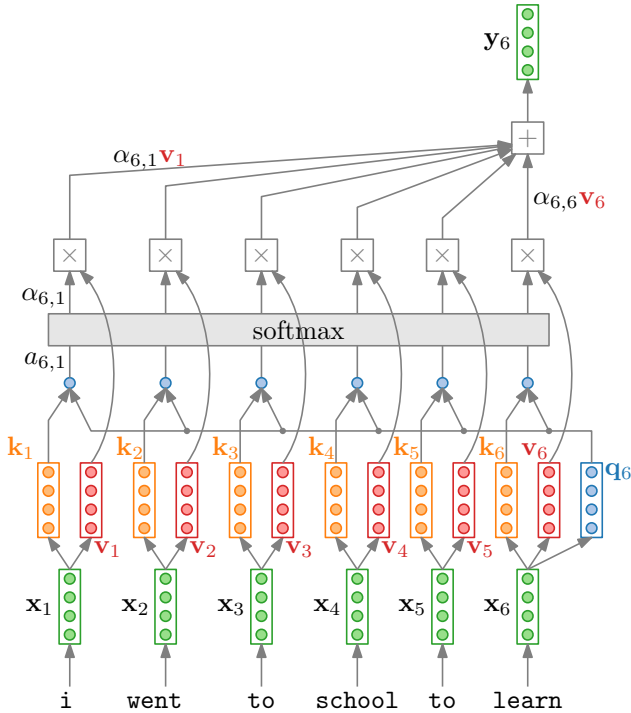 y₆
α₆,₁v₁
α₆,₆v₆
α₆,₁
softmax
a₆,₁
k₁ k₂ k₃ k₄ k₅ k₆ v₆
q₆
v₁ v₂ v₃ v₄ v₅
x₁ x₂ x₃ x₄ x₅ x₆
i went to school to learn